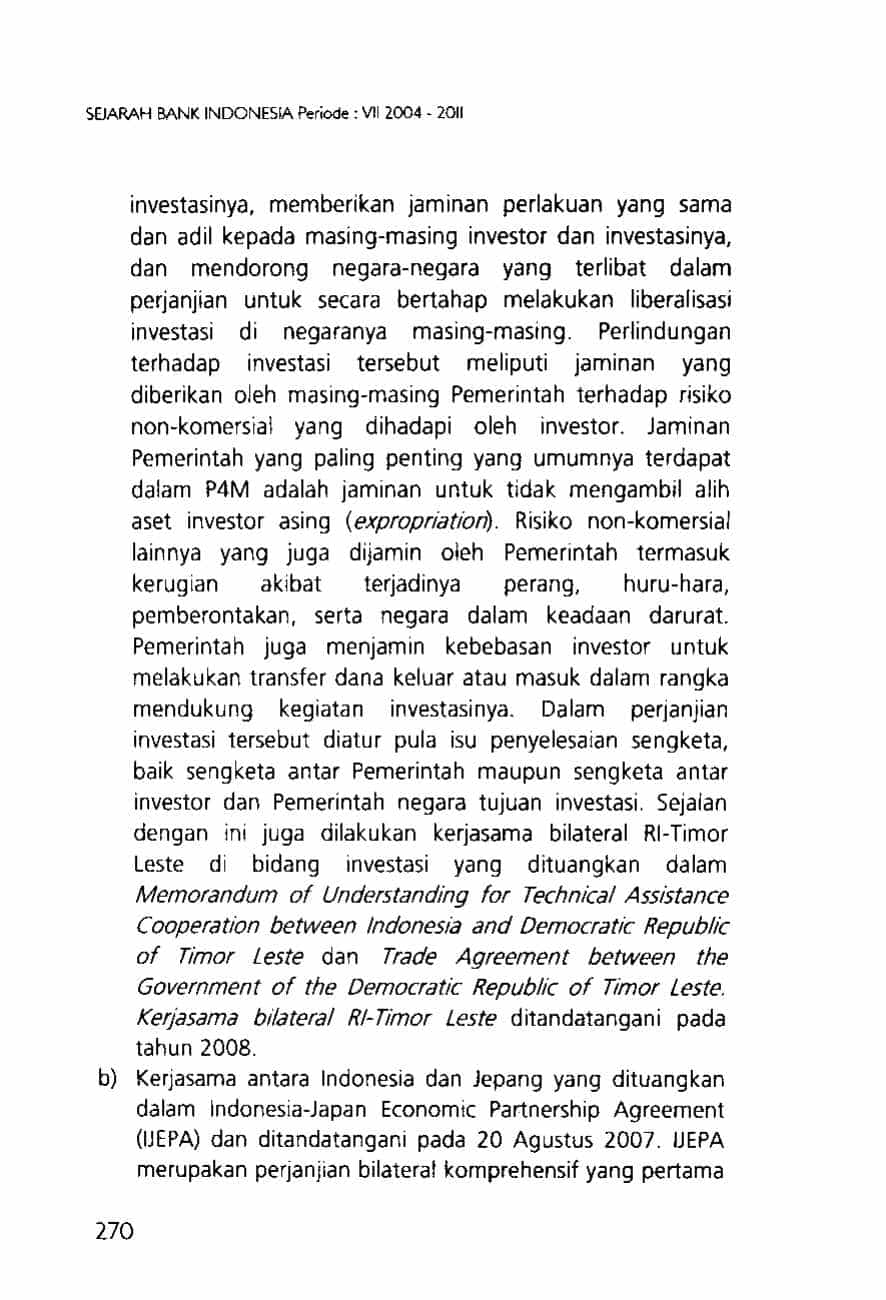 SEJARAH BANK INDONESIA Periode : VII 2004 - 2011
investasinya, memberikan jaminan perlakuan yang sama
dan adil kepada masing-masing investor dan investasinya,
dan mendorong negara-negara yang terlibat dalam
perjanjian untuk secara bertahap melakukan liberalisasi
investasi di negaranya masing-masing. Perlindungan
terhadap investasi tersebut meliputi jaminan yang
diberikan oleh masing-masing Pemerintah terhadap risiko
non-komersial yang dihadapi oleh investor. Jaminan
Pemerintah yang paling penting yang umumnya terdapat
dalam P4M adalah jaminan untuk tidak mengambil alih
aset investor asing (expropriation). Risiko non-komersial
lainnya yang juga dijamin oleh Pemerintah termasuk
kerugian akibat terjadinya perang, huru-hara,
pemberontakan, serta negara dalam keadaan darurat.
Pemerintah juga menjamin kebebasan investor untuk
melakukan transfer dana keluar atau masuk dalam rangka
mendukung kegiatan investasinya. Dalam perjanjian
investasi tersebut diatur pula isu penyelesaian sengketa,
baik sengketa antar Pemerintah maupun sengketa antar
investor dan Pemerintah negara tujuan investasi. Sejalan
dengan ini juga dilakukan kerjasama bilateral RI-Timor
Leste di bidang investasi yang dituangkan dalam
Memorandum of Understanding for Technical Assistance
Cooperation between Indonesia and Democratic Republic
of Timor Leste dan Trade Agreement between the
Government of the Democratic Republic of Timor Leste.
Kerjasama bilateral RI-Timor Leste ditandatangani pada
tahun 2008.
b) Kerjasama antara Indonesia dan Jepang yang dituangkan
dalam Indonesia-Japan Economic Partnership Agreement
(IJEPA) dan ditandatangani pada 20 Agustus 2007. IJEPA
merupakan perjanjian bilateral komprehensif yang pertama
270